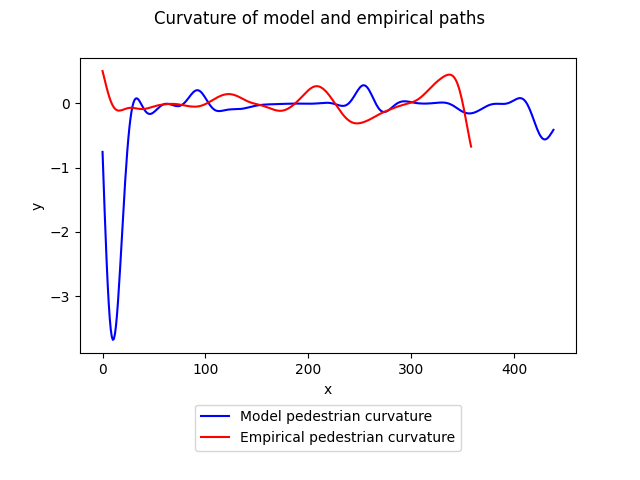 Curvature of model and empirical paths
0
−1
−2
−3
y
0
100
200
300
400
x
Model pedestrian curvature
Empirical pedestrian curvature